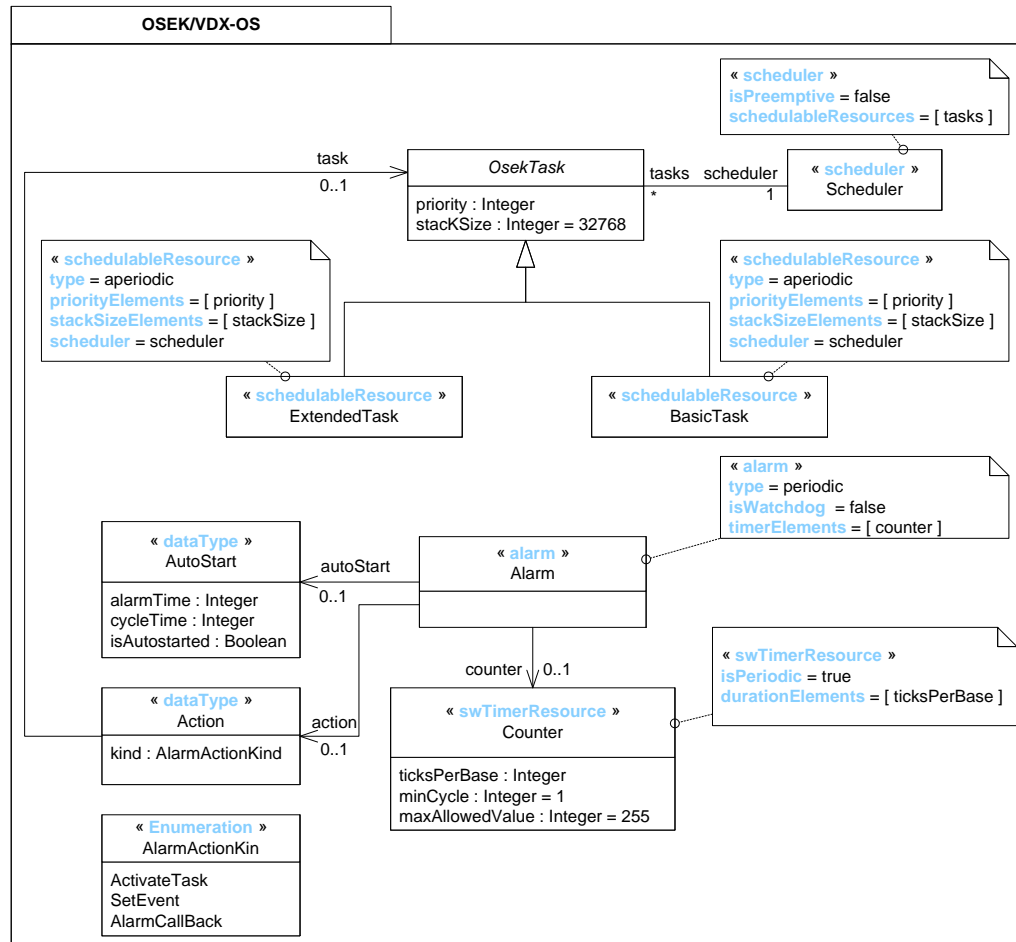 OSEK/VDX-OS
« scheduler »
isPreemptive = false
schedulableResources = [ tasks ]
task
0..1
OsekTask
priority : Integer
stacKSize : Integer = 32768
tasks scheduler
* 1
« scheduler »
Scheduler
« schedulableResource »
type = aperiodic
priorityElements = [ priority ]
stackSizeElements = [ stackSize ]
scheduler = scheduler
« schedulableResource »
type = aperiodic
priorityElements = [ priority ]
stackSizeElements = [ stackSize ]
scheduler = scheduler
« schedulableResource »
ExtendedTask
« schedulableResource »
BasicTask
« alarm »
type = periodic
isWatchdog = false
timerElements = [ counter ]
« dataType »
AutoStart
alarmTime : Integer
cycleTime : Integer
isAutostarted : Boolean
autoStart
0..1
« alarm »
Alarm
counter 0..1
« swTimerResource »
isPeriodic = true
durationElements = [ ticksPerBase ]
« dataType »
Action
kind : AlarmActionKind
action
0..1
« swTimerResource »
Counter
ticksPerBase : Integer
minCycle : Integer = 1
maxAllowedValue : Integer = 255
« Enumeration »
AlarmActionKin
ActivateTask
SetEvent
AlarmCallBack